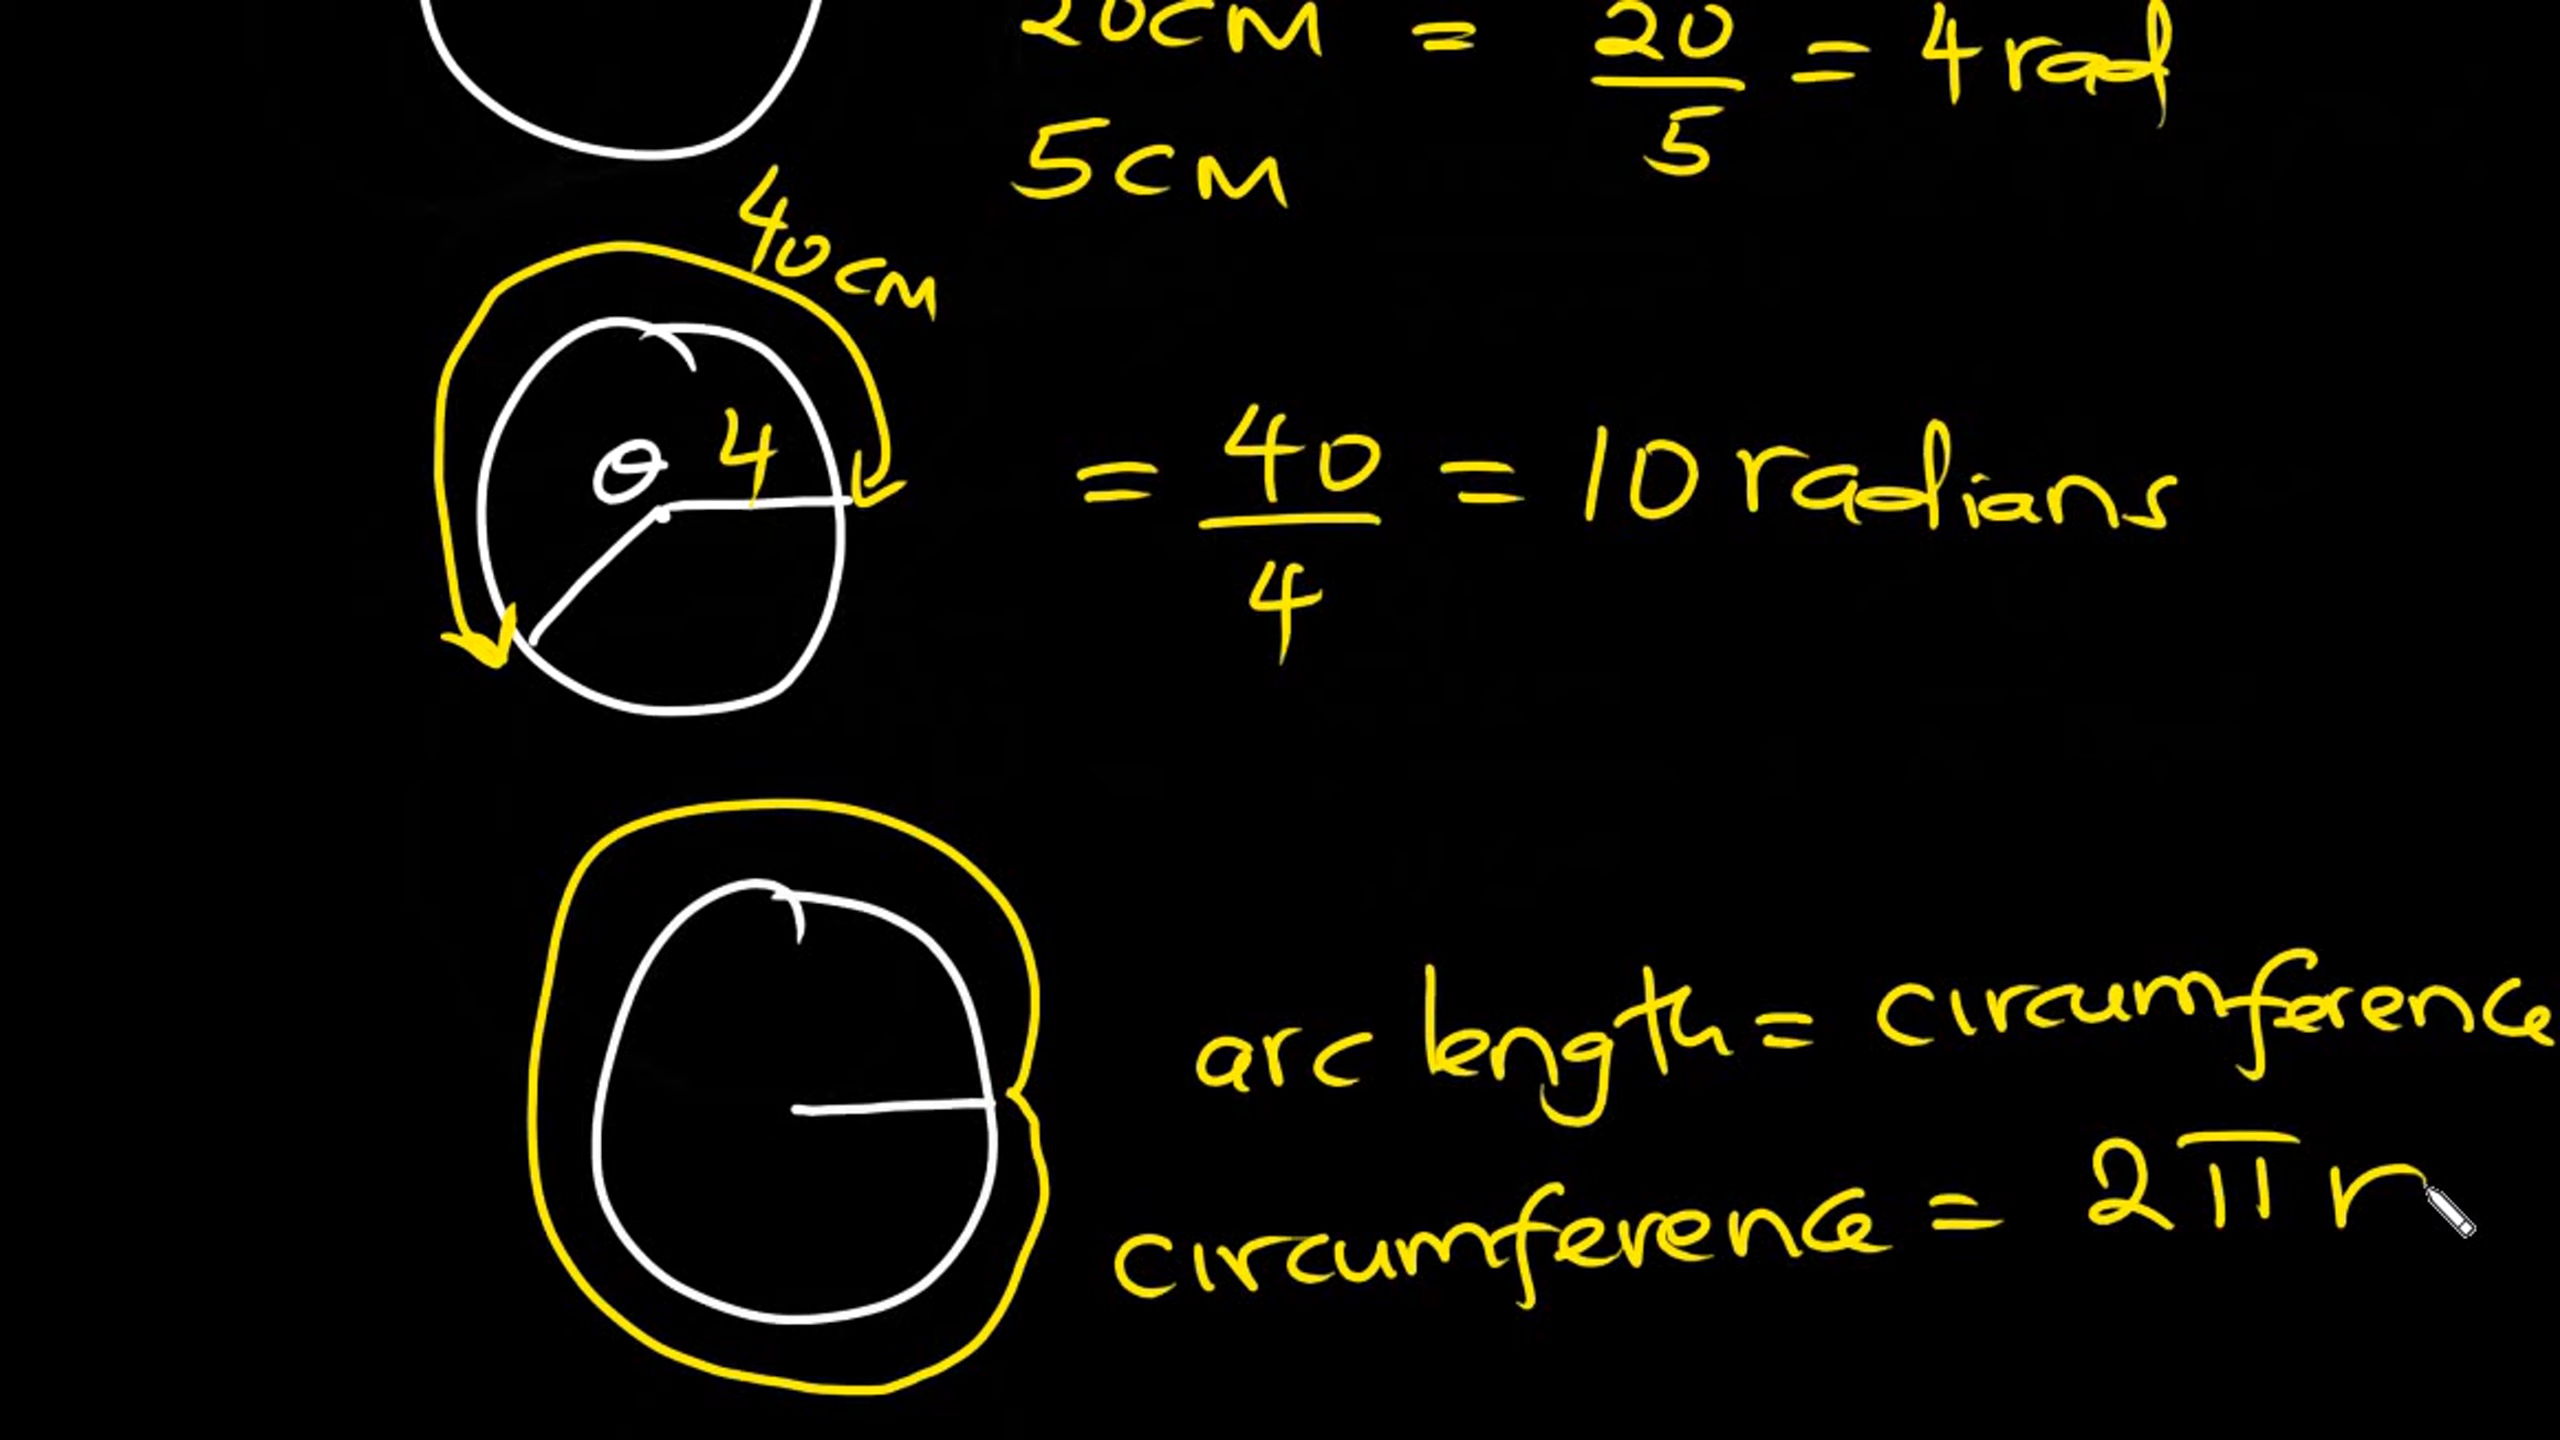 20CM = 20/5 = 4 rad
5CM
40CM
θ 4
= 40/4 = 10 radians
arc length = circumference
circumference = 2πr